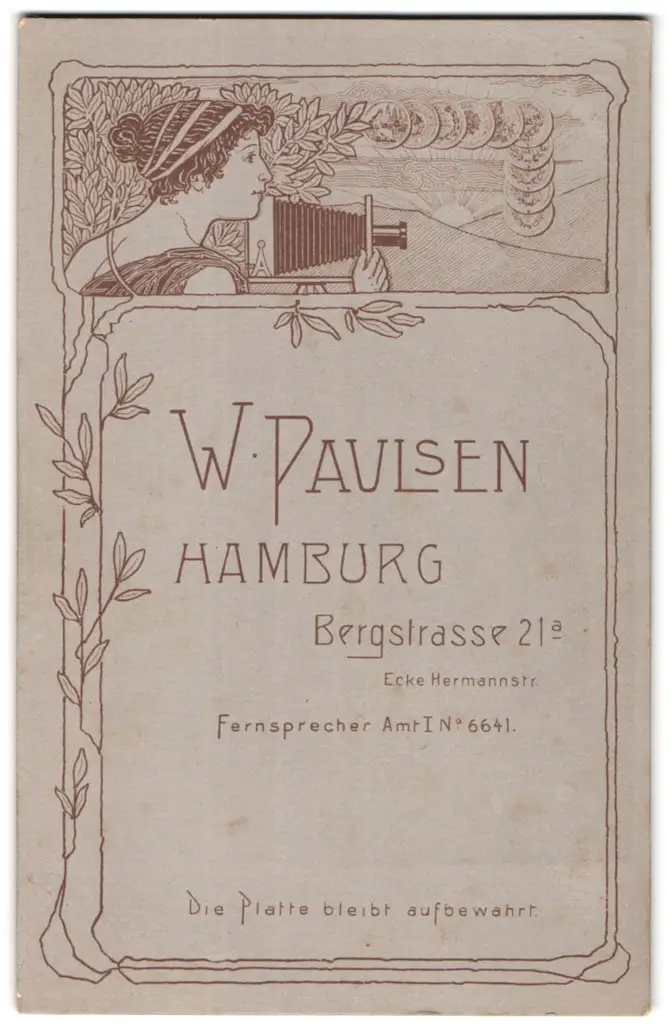 W. PAULSEN
HAMBURG
Bergstrasse 21a
Ecke Hermannstr.
Fernsprecher Amt I No 6641.
Die Platte bleibt aufbewahrt.